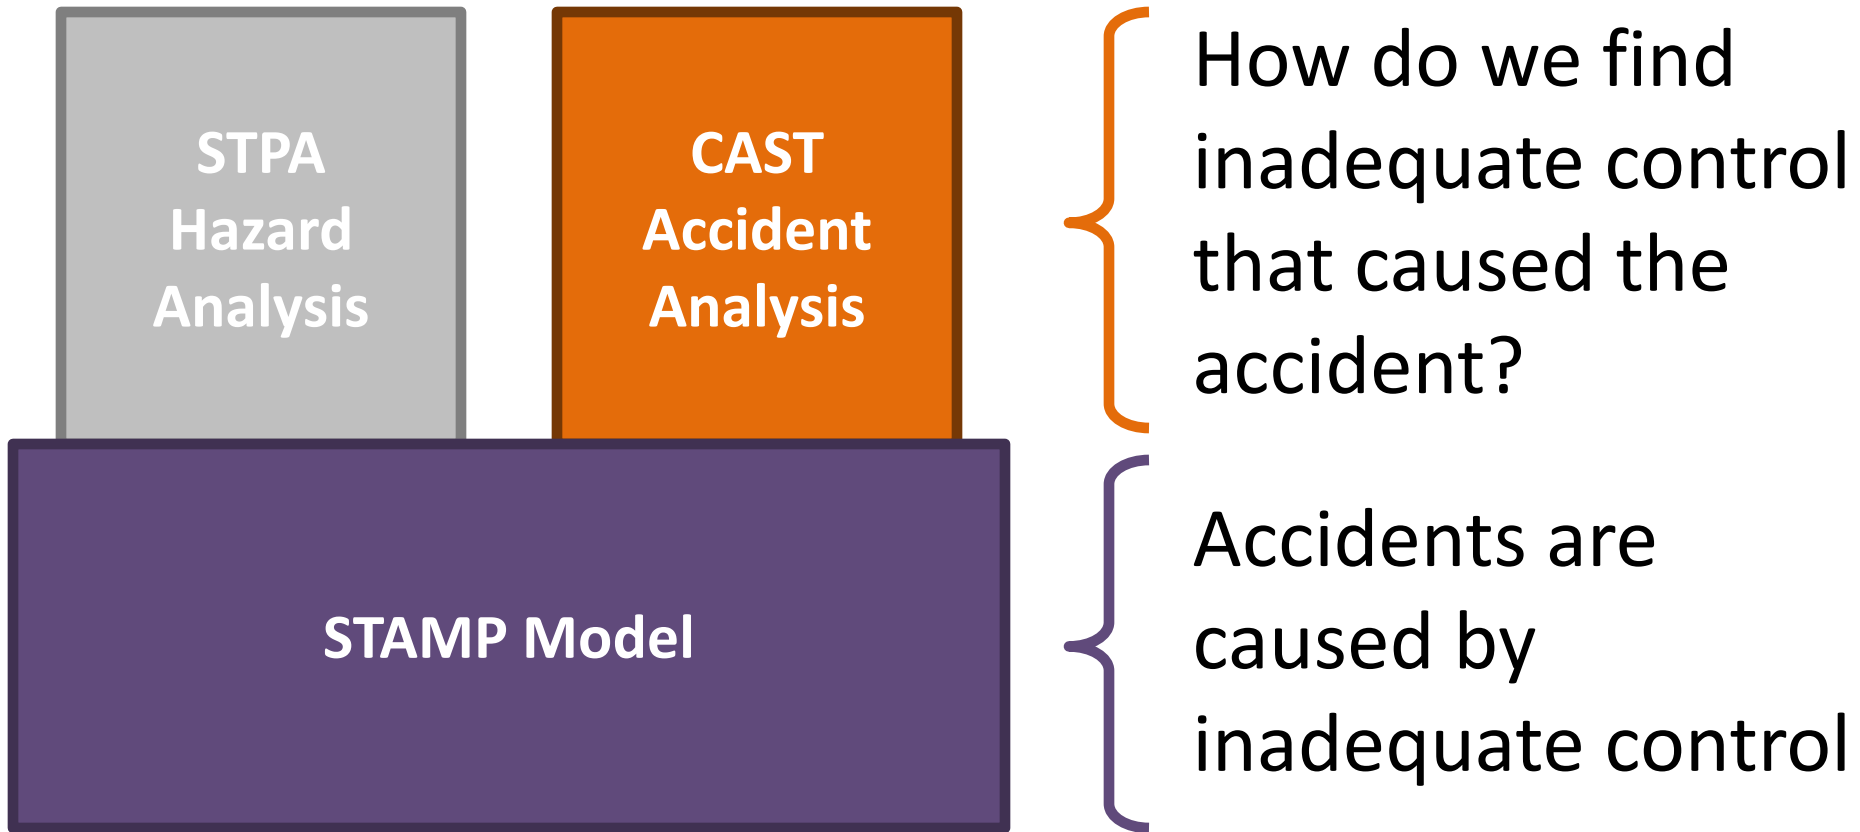 STPA
Hazard
Analysis
CAST
Accident
Analysis
How do we find
inadequate control
that caused the
accident?
STAMP Model
Accidents are
caused by
inadequate control